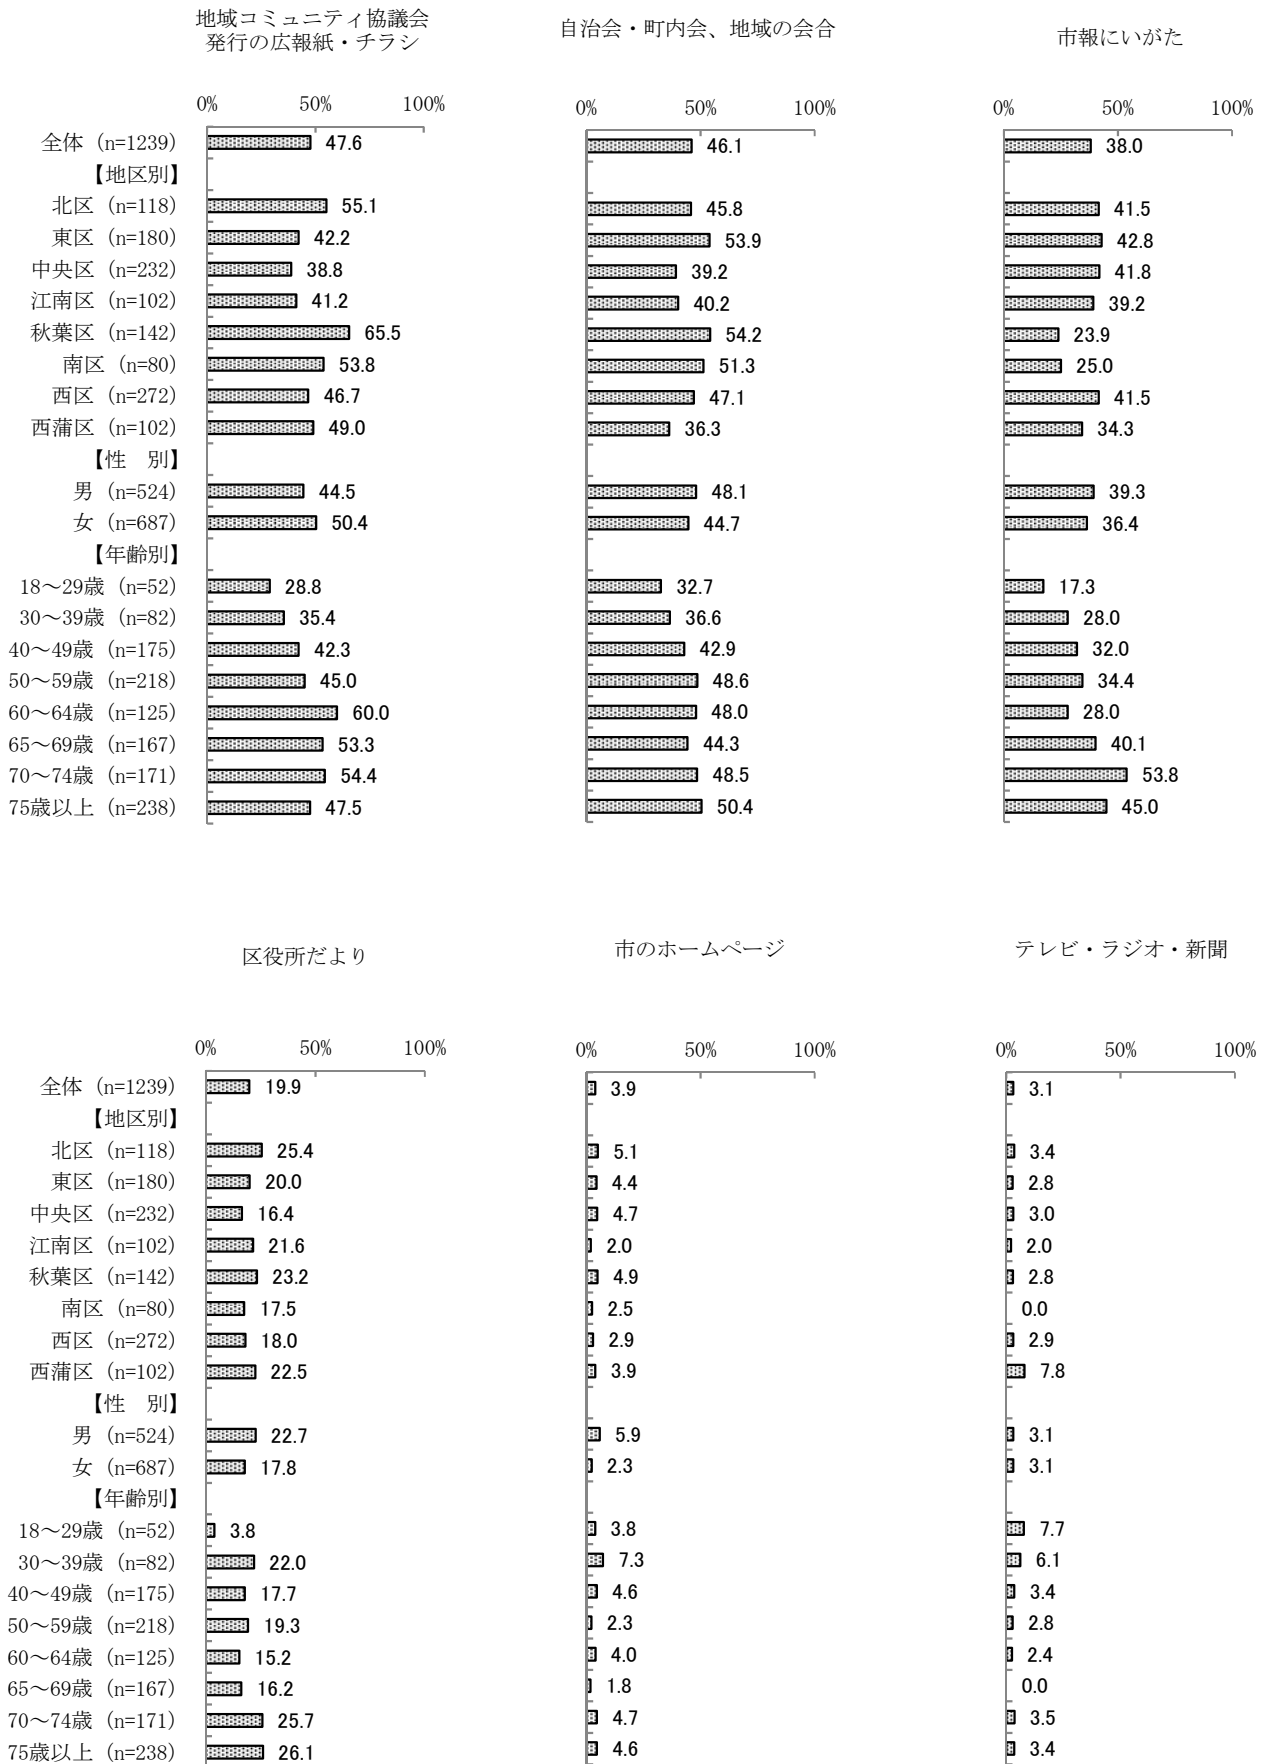 地域コミュニティ協議会
発行の広報紙・チラシ
自治会・町内会、地域の会合
市報にいがた
0% 50% 100% 0% 50% 100% 0% 50% 100%
全体 (n=1239) 47.6 46.1 38.0
【地区別】
北区 (n=118) 55.1 45.8 41.5
東区 (n=180) 42.2 53.9 42.8
中央区 (n=232) 38.8 39.2 41.8
江南区 (n=102) 41.2 40.2 39.2
秋葉区 (n=142) 65.5 54.2 23.9
南区 (n=80) 53.8 51.3 25.0
西区 (n=272) 46.7 47.1 41.5
西蒲区 (n=102) 49.0 36.3 34.3
【性　別】
男 (n=524) 44.5 48.1 39.3
女 (n=687) 50.4 44.7 36.4
【年齢別】
18～29歳 (n=52) 28.8 32.7 17.3
30～39歳 (n=82) 35.4 36.6 28.0
40～49歳 (n=175) 42.3 42.9 32.0
50～59歳 (n=218) 45.0 48.6 34.4
60～64歳 (n=125) 60.0 48.0 28.0
65～69歳 (n=167) 53.3 44.3 40.1
70～74歳 (n=171) 54.4 48.5 53.8
75歳以上 (n=238) 47.5 50.4 45.0
区役所だより 市のホームページ テレビ・ラジオ・新聞
0% 50% 100% 0% 50% 100% 0% 50% 100%
全体 (n=1239) 19.9 3.9 3.1
【地区別】
北区 (n=118) 25.4 5.1 3.4
東区 (n=180) 20.0 4.4 2.8
中央区 (n=232) 16.4 4.7 3.0
江南区 (n=102) 21.6 2.0 2.0
秋葉区 (n=142) 23.2 4.9 2.8
南区 (n=80) 17.5 2.5 0.0
西区 (n=272) 18.0 2.9 2.9
西蒲区 (n=102) 22.5 3.9 7.8
【性　別】
男 (n=524) 22.7 5.9 3.1
女 (n=687) 17.8 2.3 3.1
【年齢別】
18～29歳 (n=52) 3.8 3.8 7.7
30～39歳 (n=82) 22.0 7.3 6.1
40～49歳 (n=175) 17.7 4.6 3.4
50～59歳 (n=218) 19.3 2.3 2.8
60～64歳 (n=125) 15.2 4.0 2.4
65～69歳 (n=167) 16.2 1.8 0.0
70～74歳 (n=171) 25.7 4.7 3.5
75歳以上 (n=238) 26.1 4.6 3.4